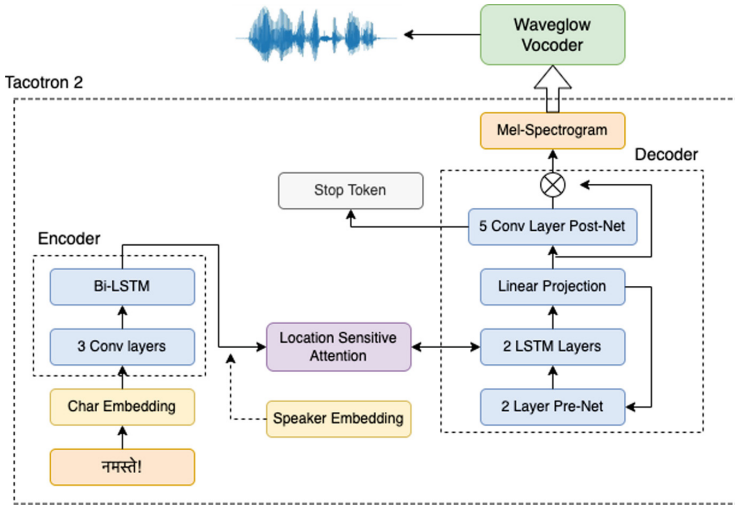 Waveglow
Vocoder
Tacotron 2
Mel-Spectrogram
Decoder
Stop Token
5 Conv Layer Post-Net
Encoder
Bi-LSTM
Linear Projection
3 Conv layers
Location Sensitive
Attention
2 LSTM Layers
Char Embedding
Speaker Embedding
2 Layer Pre-Net
नमस्ते!